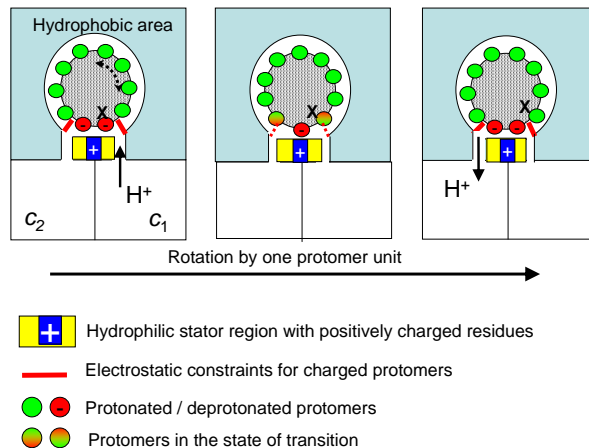 Hydrophobic area
X
X
X
- -
-
- -
+
+
+
H+
H+
c2
c1
Rotation by one protomer unit
+ Hydrophilic stator region with positively charged residues
Electrostatic constraints for charged protomers
- Protonated / deprotonated protomers
Protomers in the state of transition